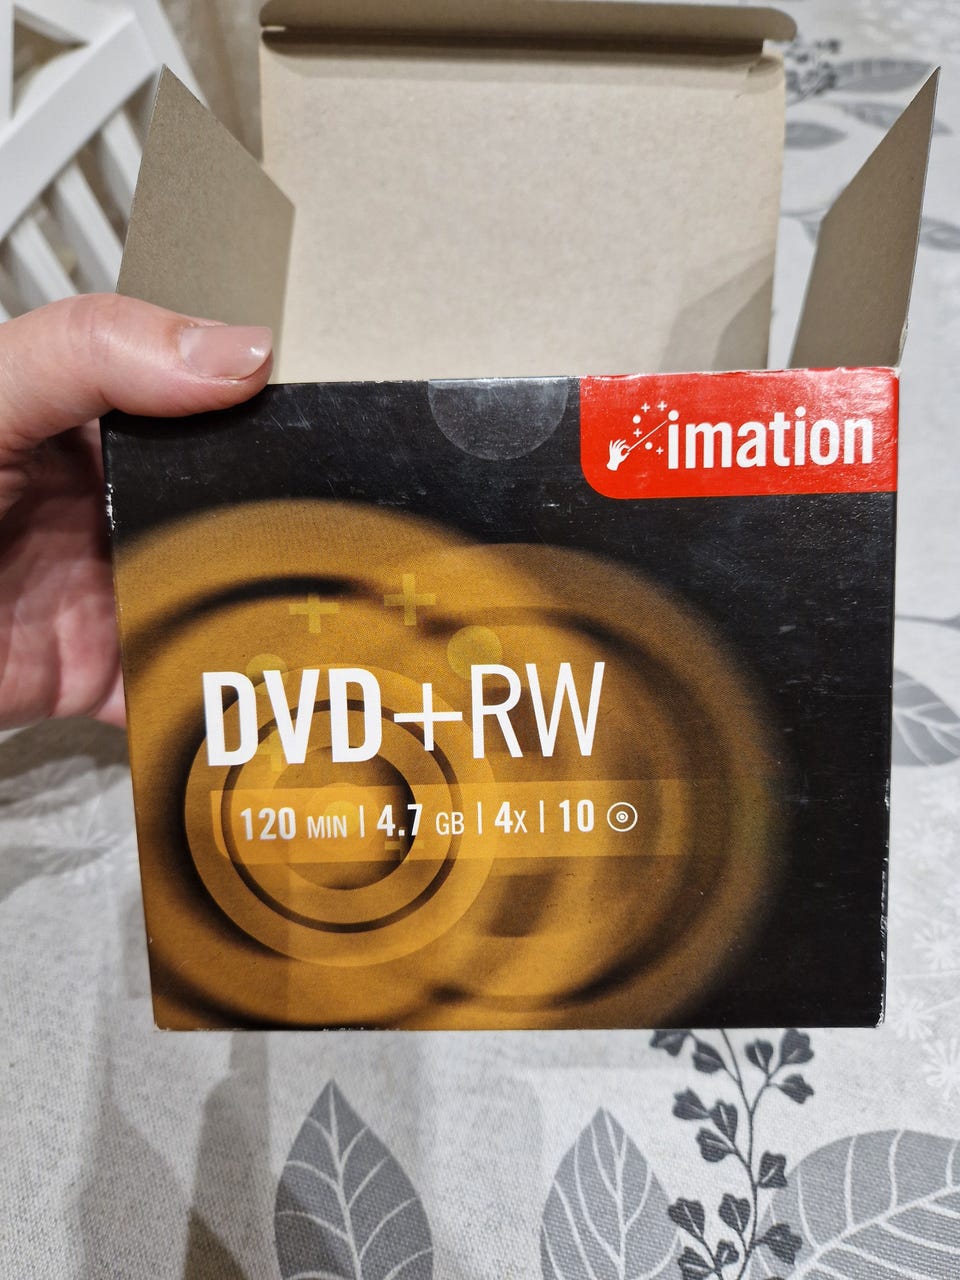 imation
DVD+RW
120 MIN | 4.7 GB | 4x | 10